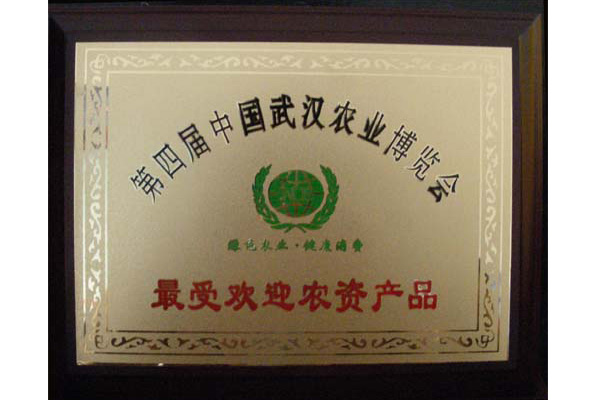 第四届中国武汉农业博览会
绿色农业·健康消费
最受欢迎农资产品